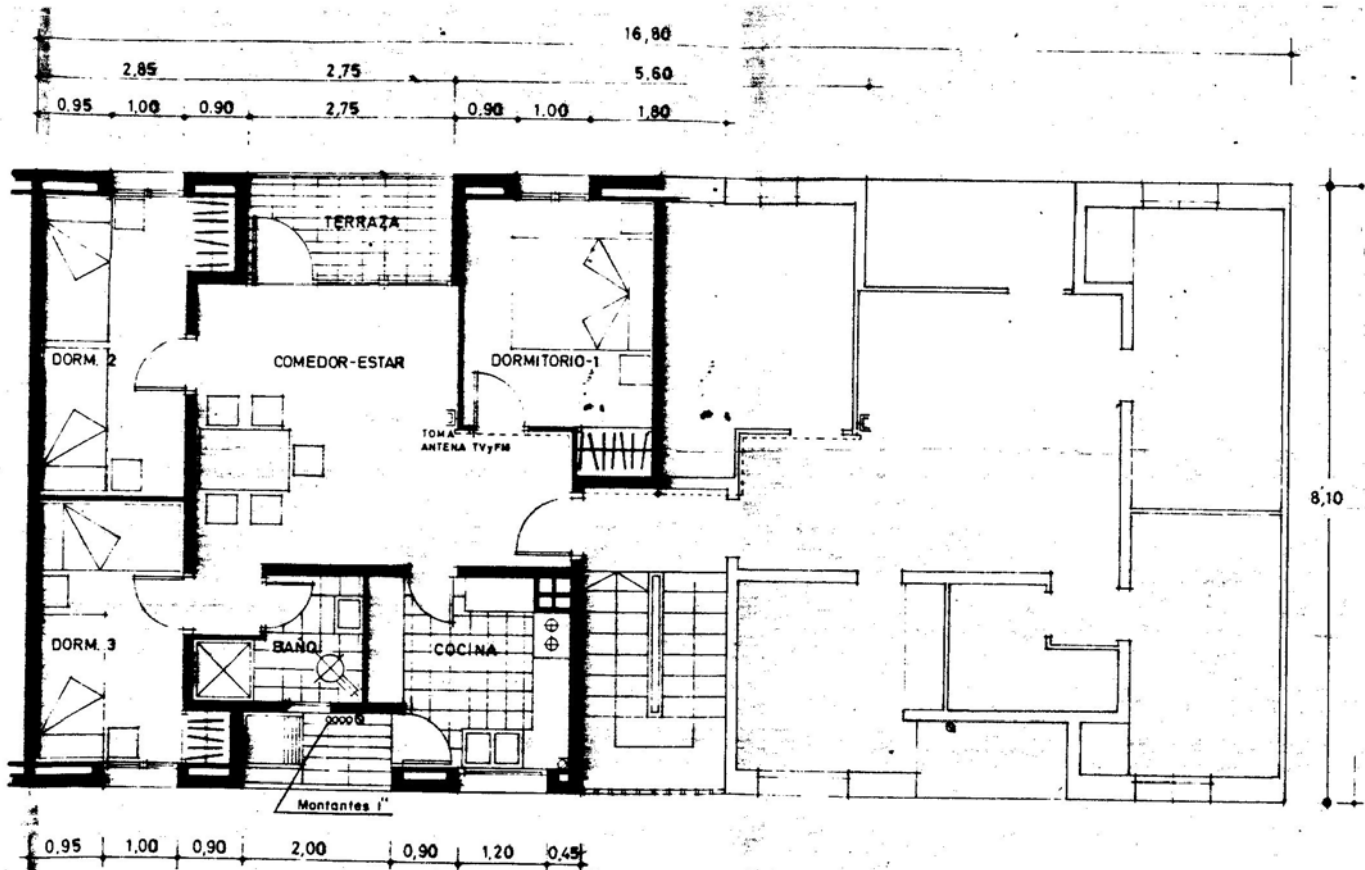 16,80
2,85 2,75 5,60
0.95 1,00 0.90 2,75 0,90 1.00 1,80
TERRAZA
DORM. 2 COMEDOR-ESTAR DORMITORIO-1
TOMA
ANTENA TVyFM
8,10
DORM. 3 BAÑO COCINA
Montantes 1"
0,95 1,00 0,90 2,00 0,90 1,20 0,45